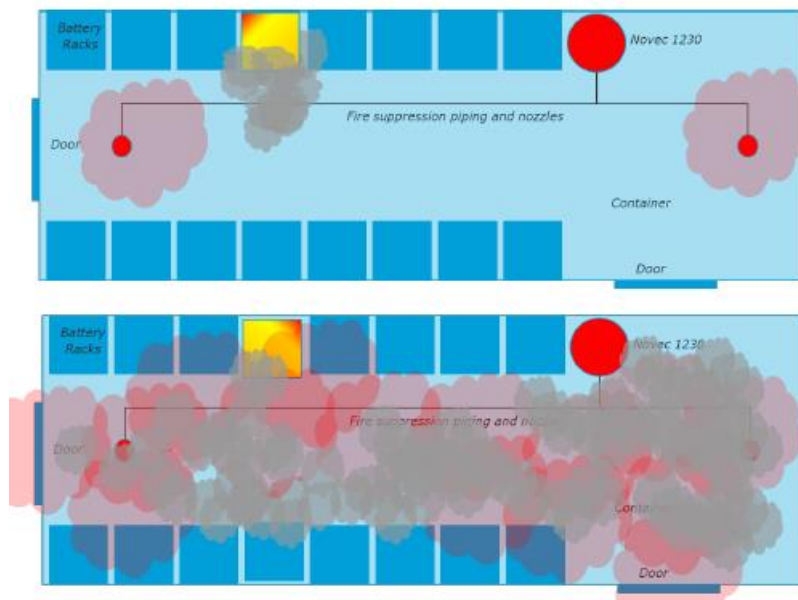 Battery
Racks
Novec 1230
Fire suppression piping and nozzles
Door
Container
Door
Battery
Racks
Novec 1230
Fire suppression piping and
Door
Container
Door